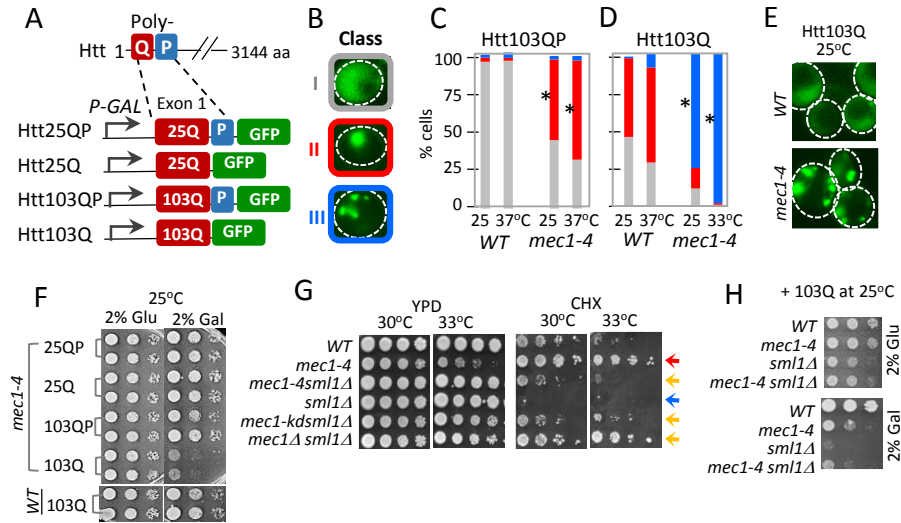 A
Poly-
Htt 1 Q P 3144 aa
P-GAL Exon 1
Htt25QP 25Q P GFP
Htt25Q 25Q GFP
Htt103QP 103Q P GFP
Htt103Q 103Q GFP
B
Class
I
II
III
C
Htt103QP
% cells
100
75
50
25
0
25 37°C 25 37°C
WT mec1-4
*
*
D
Htt103Q
100
75
50
25
0
25 37°C 25 33°C
WT mec1-4
*
*
E
Htt103Q
25°C
WT
mec1-4
F
25°C
2% Glu 2% Gal
mec1-4
25QP
25Q
103QP
103Q
WT
103Q
G
YPD CHX
30°C 33°C 30°C 33°C
WT
mec1-4
mec1-4sml1Δ
sml1Δ
mec1-kdsml1Δ
mec1Δ sml1Δ
H
+ 103Q at 25°C
WT
mec1-4
sml1Δ
mec1-4 sml1Δ
2% Glu
WT
mec1-4
sml1Δ
mec1-4 sml1Δ
2% Gal